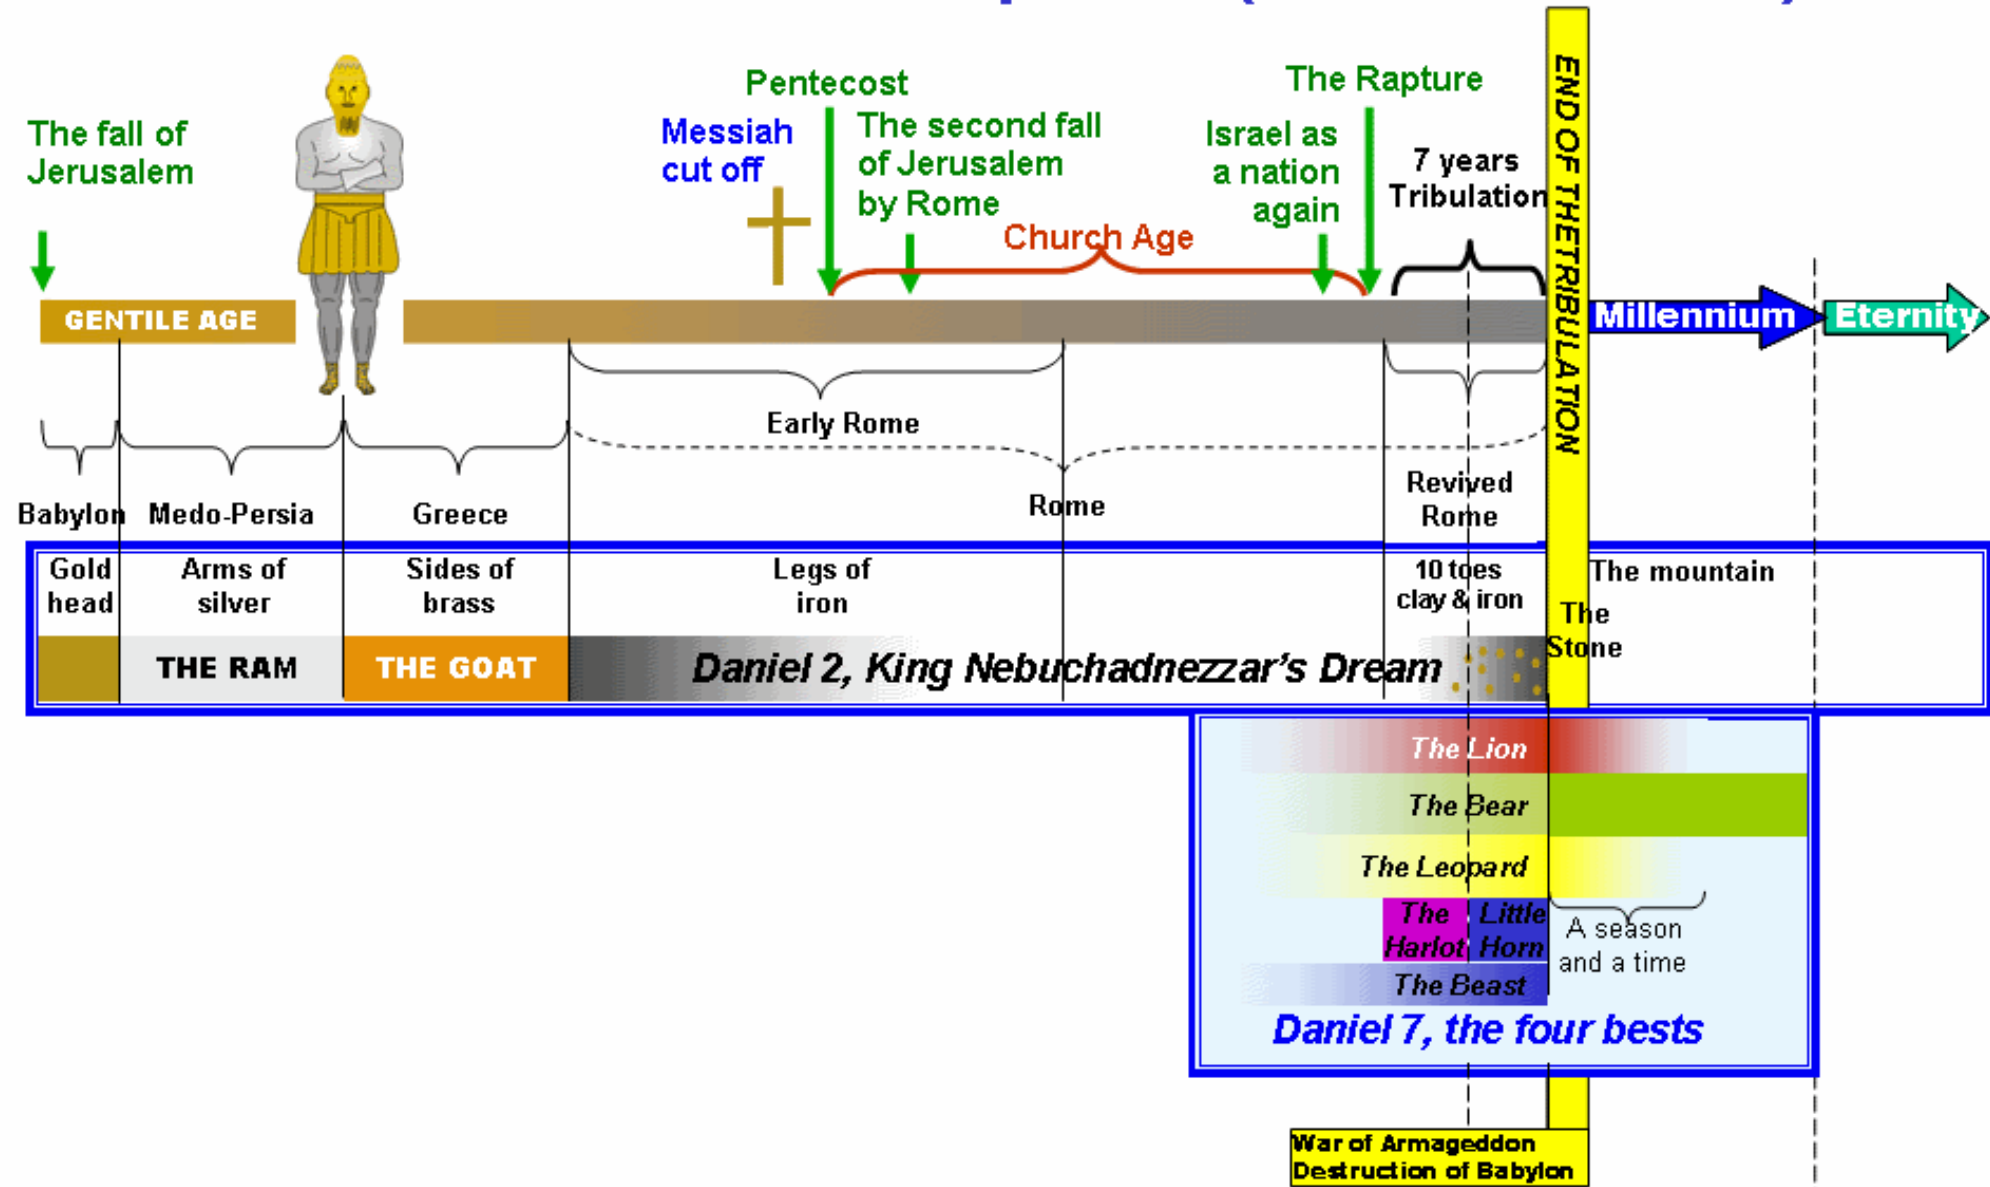 Pentecost
The Rapture
The fall of
Jerusalem
Messiah
cut off
The second fall
of Jerusalem
by Rome
Israel as
a nation
again
7 years
Tribulation
Church Age
END OF THETRIBULATION
GENTILE AGE
Millennium
Eternity
Early Rome
Babylon
Medo-Persia
Greece
Rome
Revived
Rome
Gold
head
Arms of
silver
Sides of
brass
Legs of
iron
10 toes
clay & iron
The mountain
The
Stone
THE RAM
THE GOAT
Daniel 2, King Nebuchadnezzar's Dream
The Lion
The Bear
The Leopard
The
Harlot
Little
Horn
A season
and a time
The Beast
Daniel 7, the four bests
War of Armageddon
Destruction of Babylon